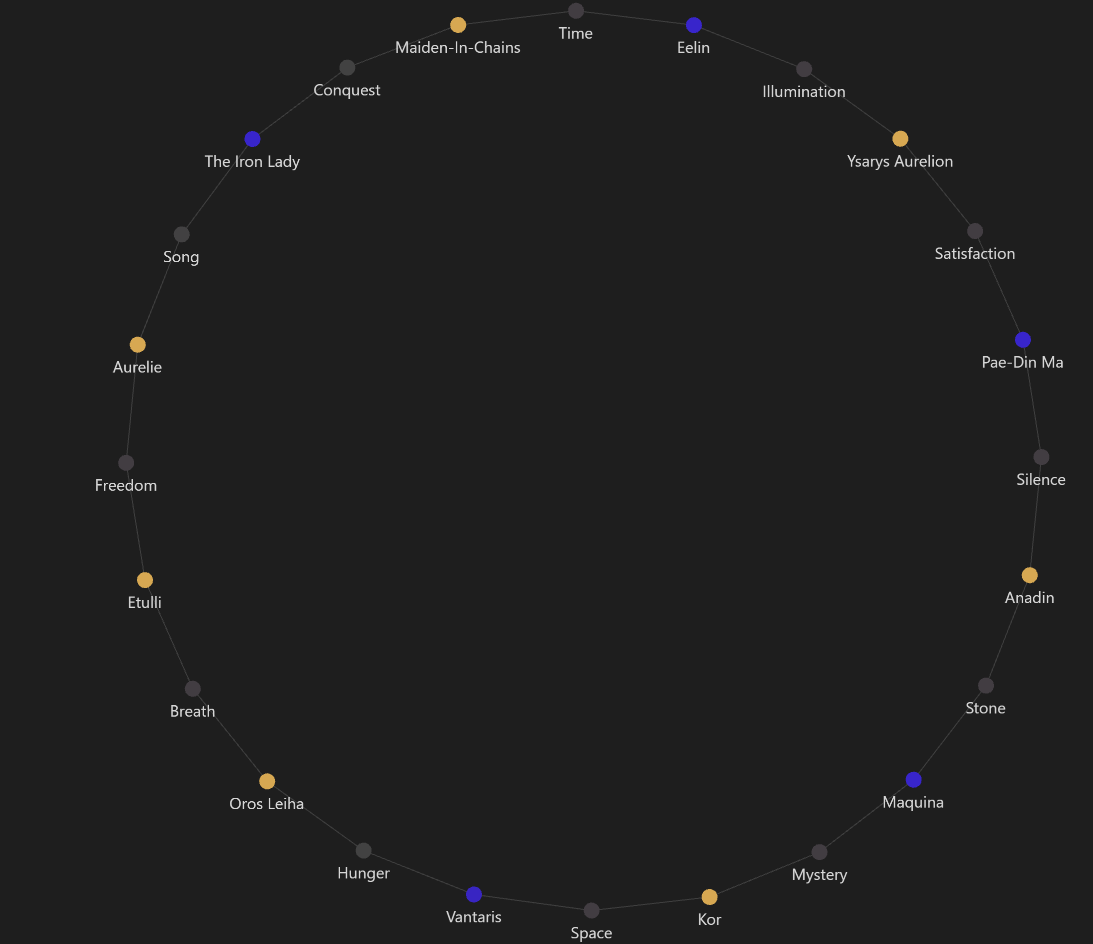 Time
Maiden-In-Chains
Eelin
Conquest
Illumination
The Iron Lady
Ysarys Aurelion
Song
Satisfaction
Aurelie
Pae-Din Ma
Freedom
Silence
Etulli
Anadin
Breath
Stone
Oros Leiha
Maquina
Hunger
Mystery
Vantaris
Kor
Space